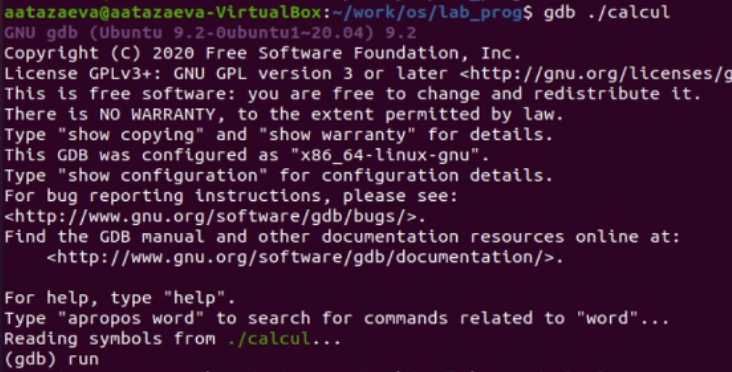 aatazaeva@aatazaeva-VirtualBox:~/work/os/lab_prog$ gdb ./calcul
GNU gdb (Ubuntu 9.2-0ubuntu1~20.04) 9.2
Copyright (C) 2020 Free Software Foundation, Inc.
License GPLv3+: GNU GPL version 3 or later <http://gnu.org/licenses/g
This is free software: you are free to change and redistribute it.
There is NO WARRANTY, to the extent permitted by law.
Type "show copying" and "show warranty" for details.
This GDB was configured as "x86_64-linux-gnu".
Type "show configuration" for configuration details.
For bug reporting instructions, please see:
<http://www.gnu.org/software/gdb/bugs/>.
Find the GDB manual and other documentation resources online at:
    <http://www.gnu.org/software/gdb/documentation/>.

For help, type "help".
Type "apropos word" to search for commands related to "word"...
Reading symbols from ./calcul...
(gdb) run